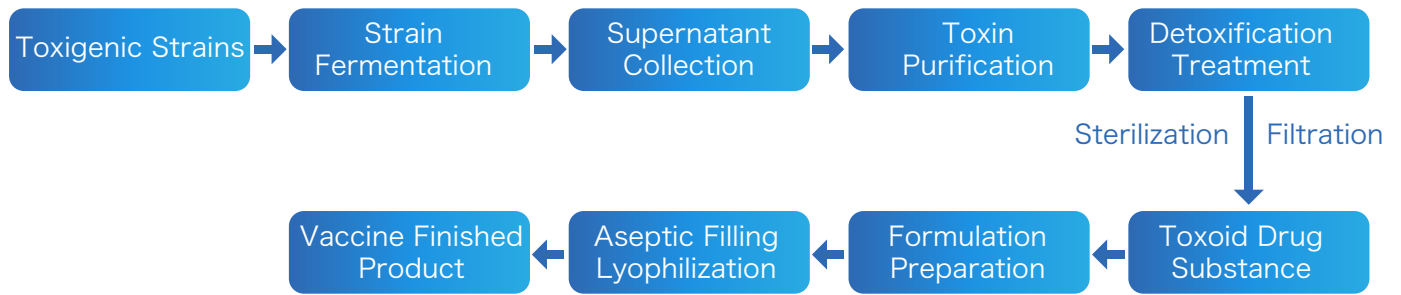 Toxigenic Strains
Strain
Fermentation
Supernatant
Collection
Toxin
Purification
Detoxification
Treatment
Sterilization
Filtration
Toxoid Drug
Substance
Formulation
Preparation
Aseptic Filling
Lyophilization
Vaccine Finished
Product